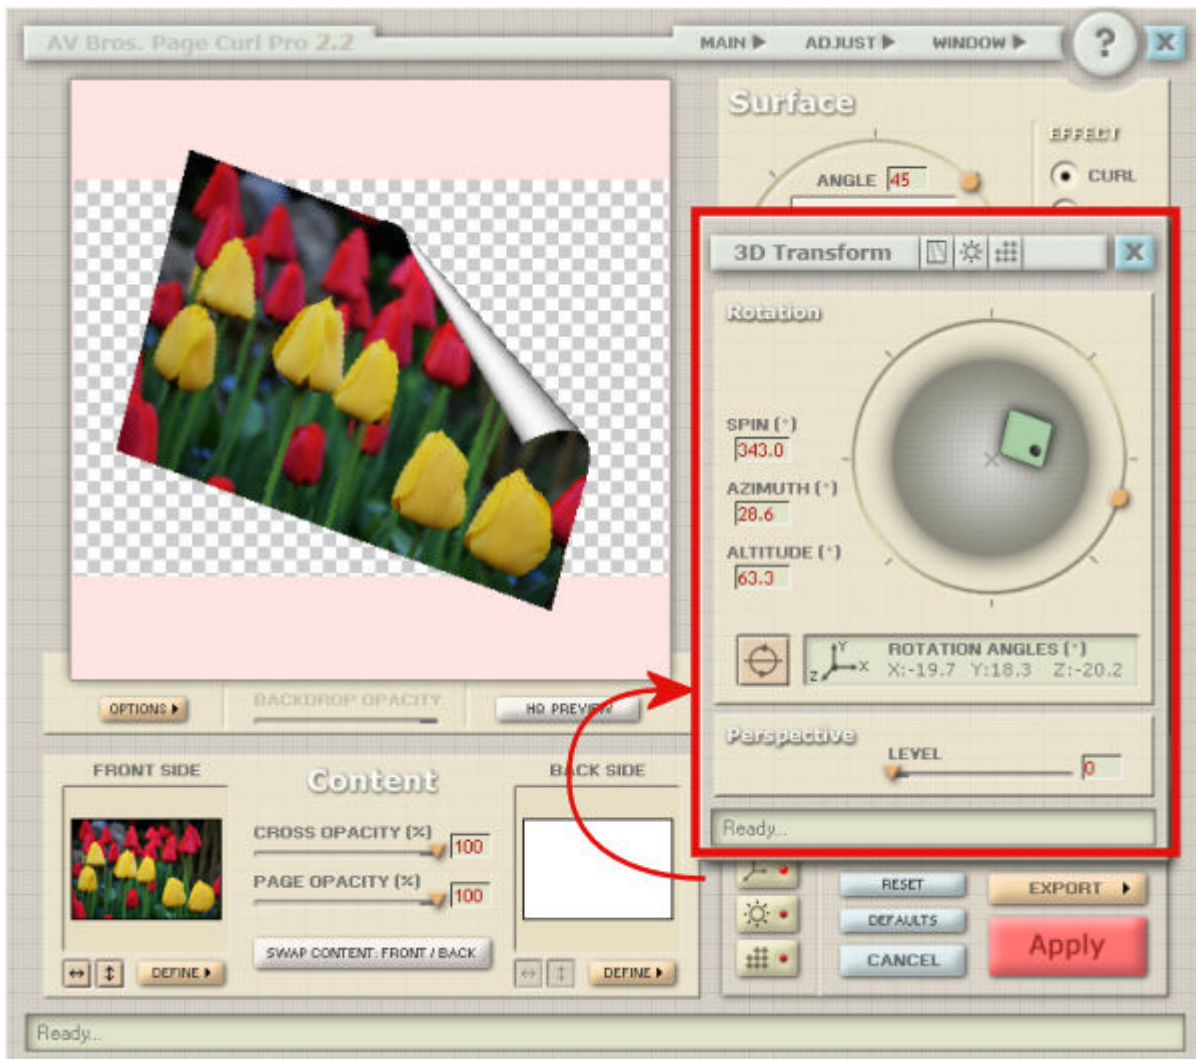 AV Bros. Page Curl Pro 2.2
MAIN
ADJUST
WINDOW
?
X
Surface
ANGLE 45
EFFECT
CURL
3D Transform
X
Rotation
SPIN (°)
343.0
AZIMUTH (°)
28.6
ALTITUDE (°)
63.3
Y
X
Z
ROTATION ANGLES (°)
X:-19.7 Y:18.3 Z:-20.2
Perspective
LEVEL
0
Ready...
OPTIONS
BACKDROP OPACITY
HQ PREVIEW
FRONT SIDE
Content
BACK SIDE
CROSS OPACITY (%)
100
PAGE OPACITY (%)
100
SWAP CONTENT: FRONT / BACK
DEFINE
DEFINE
RESET
DEFAULTS
CANCEL
EXPORT
Apply
Ready...